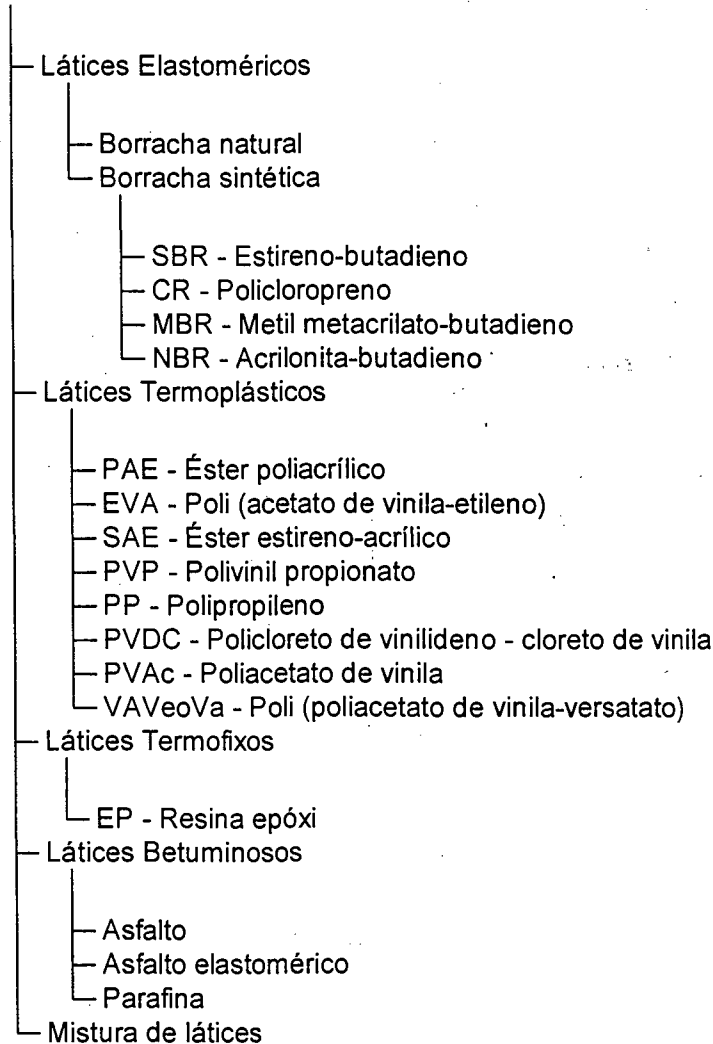 Látices Elastoméricos
Borracha natural
Borracha sintética
SBR - Estireno-butadieno
CR - Policloropreno
MBR - Metil metacrilato-butadieno
NBR - Acrilonita-butadieno
Látices Termoplásticos
PAE - Éster poliacrílico
EVA - Poli (acetato de vinila-etileno)
SAE - Éster estireno-acrílico
PVP - Polivinil propionato
PP - Polipropileno
PVDC - Policloreto de vinilideno - cloreto de vinila
PVAc - Poliacetato de vinila
VAVeoVa - Poli (poliacetato de vinila-versatato)
Látices Termofixos
EP - Resina epóxi
Látices Betuminosos
Asfalto
Asfalto elastomérico
Parafina
Mistura de látices